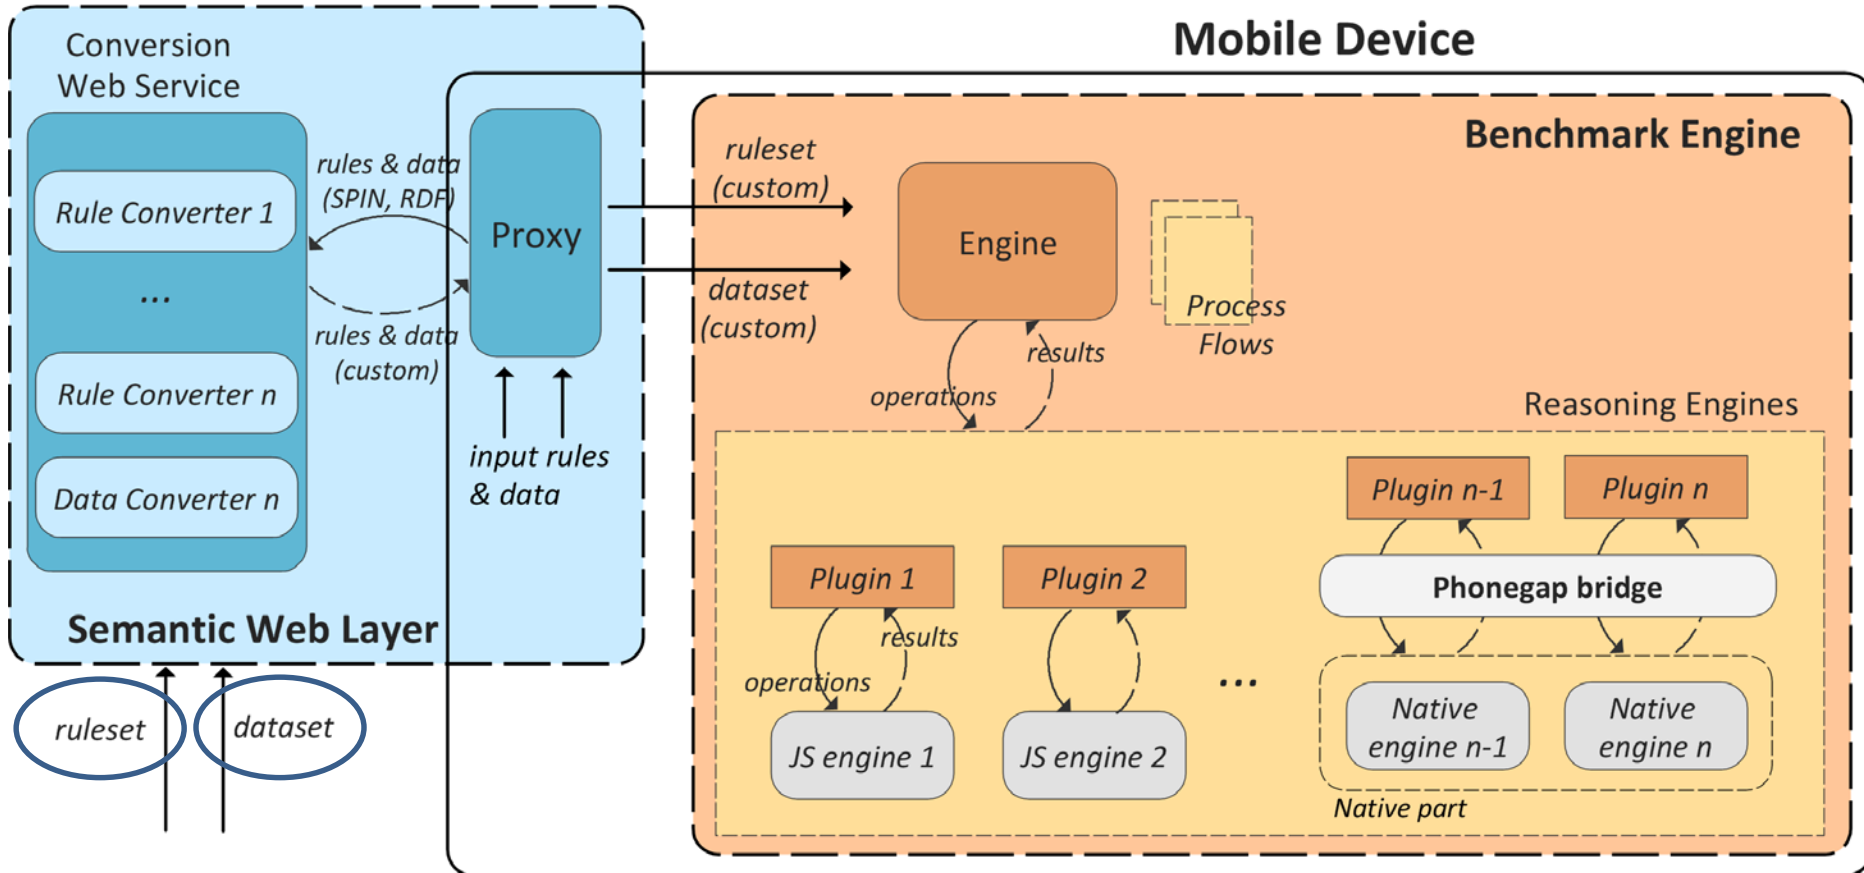 Mobile Device
Conversion
Web Service
Rule Converter 1
...
Rule Converter n
Data Converter n
rules & data
(SPIN, RDF)
rules & data
(custom)
Proxy
input rules
& data
Semantic Web Layer
ruleset
dataset
ruleset
(custom)
dataset
(custom)
Benchmark Engine
Engine
Process
Flows
operations
results
Reasoning Engines
Plugin 1
Plugin 2
Plugin n-1
Plugin n
Phonegap bridge
results
operations
...
JS engine 1
JS engine 2
Native
engine n-1
Native
engine n
Native part